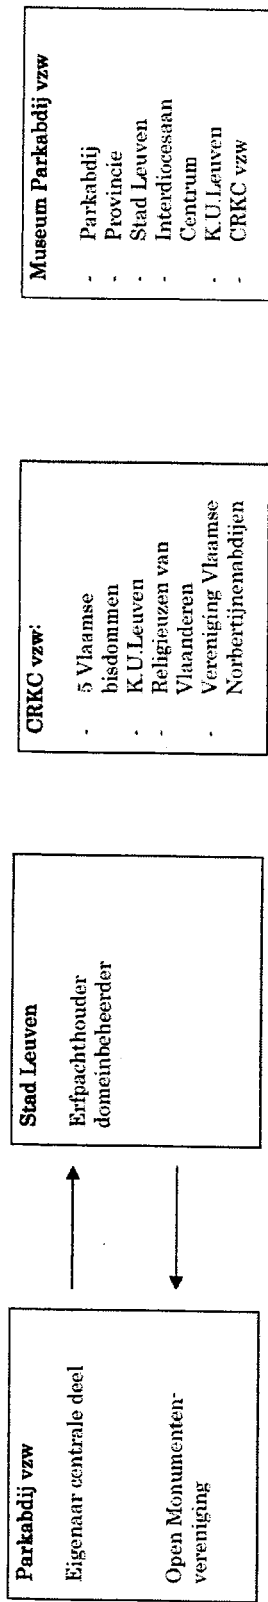 Parkabdij vzw
Eigenaar centrale deel
Open Monumenten-
vereniging
Stad Leuven
Erfpachthouder
domeinbeheerder
CRKC vzw:
- 5 Vlaamse
bisdommen
- K.U.Leuven
- Religieuzen van
Vlaanderen
- Vereniging Vlaamse
Norbertijnenabdijen
Museum Parkabdij vzw
- Parkabdij
- Provincie
- Stad Leuven
- Interdiocesaan
Centrum
- K.U.Leuven
- CRKC vzw